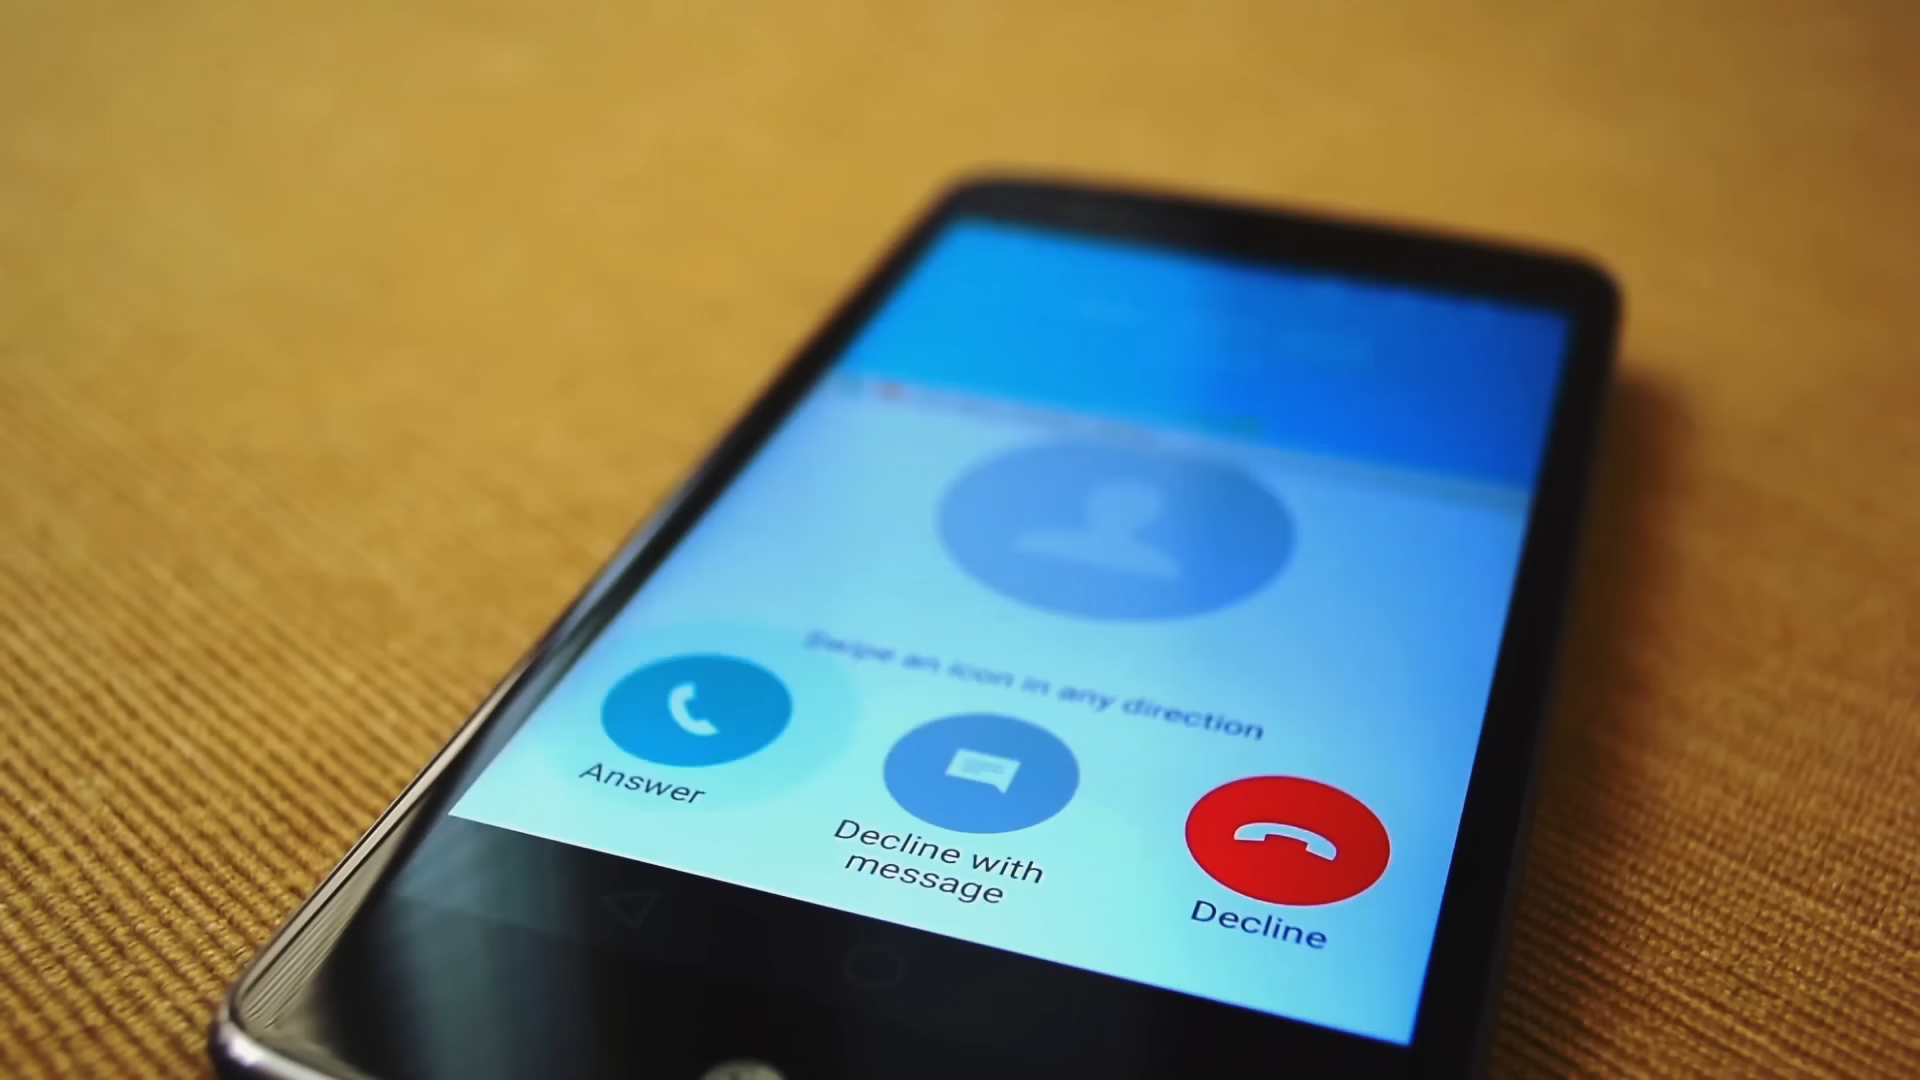 Swipe an icon in any direction
Answer
Decline with
message
Decline